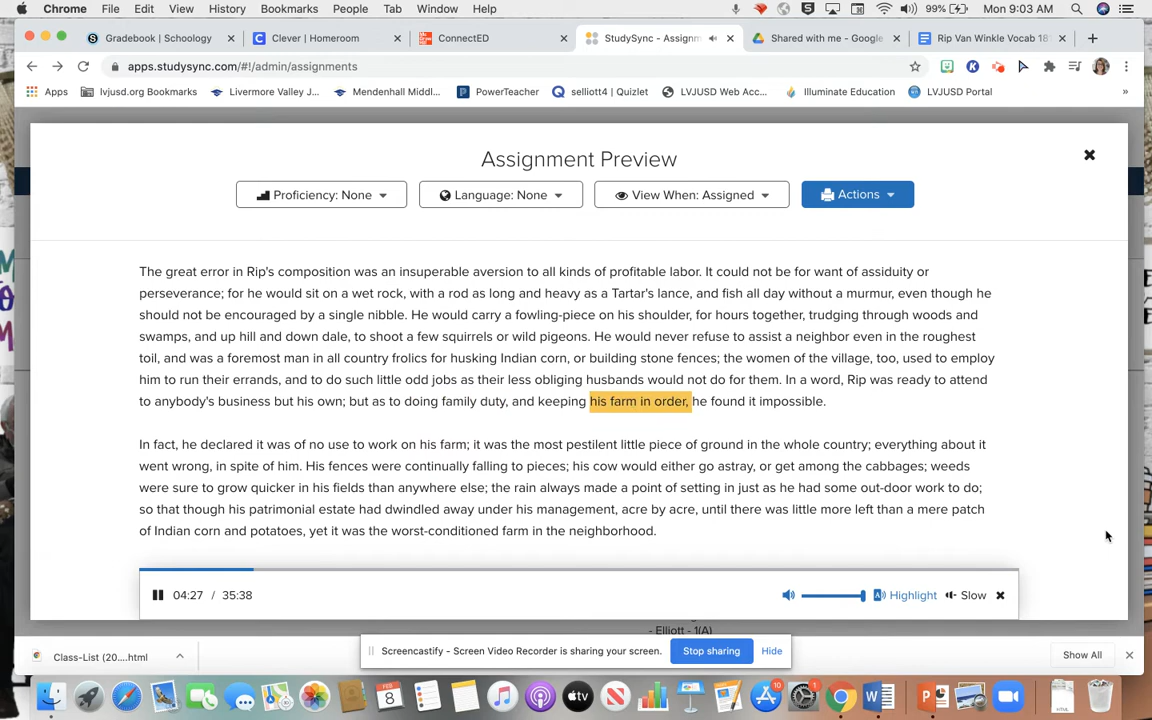 Chrome File Edit View History Bookmarks People Tab Window Help 99% Mon 9:03 AM
Gradebook | Schoology Clever | Homeroom ConnectED StudySync - Assignm Shared with me - Google Rip Van Winkle Vocab 18
apps.studysync.com/#!/admin/assignments
Apps lvjusd.org Bookmarks Livermore Valley J... Mendenhall Middl... PowerTeacher selliott4 | Quizlet LVJUSD Web Acc... Illuminate Education LVJUSD Portal »
Assignment Preview
Proficiency: None Language: None View When: Assigned Actions
The great error in Rip's composition was an insuperable aversion to all kinds of profitable labor. It could not be for want of assiduity or
perseverance; for he would sit on a wet rock, with a rod as long and heavy as a Tartar's lance, and fish all day without a murmur, even though he
should not be encouraged by a single nibble. He would carry a fowling-piece on his shoulder, for hours together, trudging through woods and
swamps, and up hill and down dale, to shoot a few squirrels or wild pigeons. He would never refuse to assist a neighbor even in the roughest
toil, and was a foremost man in all country frolics for husking Indian corn, or building stone fences; the women of the village, too, used to employ
him to run their errands, and to do such little odd jobs as their less obliging husbands would not do for them. In a word, Rip was ready to attend
to anybody's business but his own; but as to doing family duty, and keeping his farm in order, he found it impossible.
In fact, he declared it was of no use to work on his farm; it was the most pestilent little piece of ground in the whole country; everything about it
went wrong, in spite of him. His fences were continually falling to pieces; his cow would either go astray, or get among the cabbages; weeds
were sure to grow quicker in his fields than anywhere else; the rain always made a point of setting in just as he had some out-door work to do;
so that though his patrimonial estate had dwindled away under his management, acre by acre, until there was little more left than a mere patch
of Indian corn and potatoes, yet it was the worst-conditioned farm in the neighborhood.
04:27 / 35:38 Highlight Slow
- Elliott - 1(A)
Class-List (20....html Screencastify - Screen Video Recorder is sharing your screen. Stop sharing Hide Show All
FEB
8
10
1